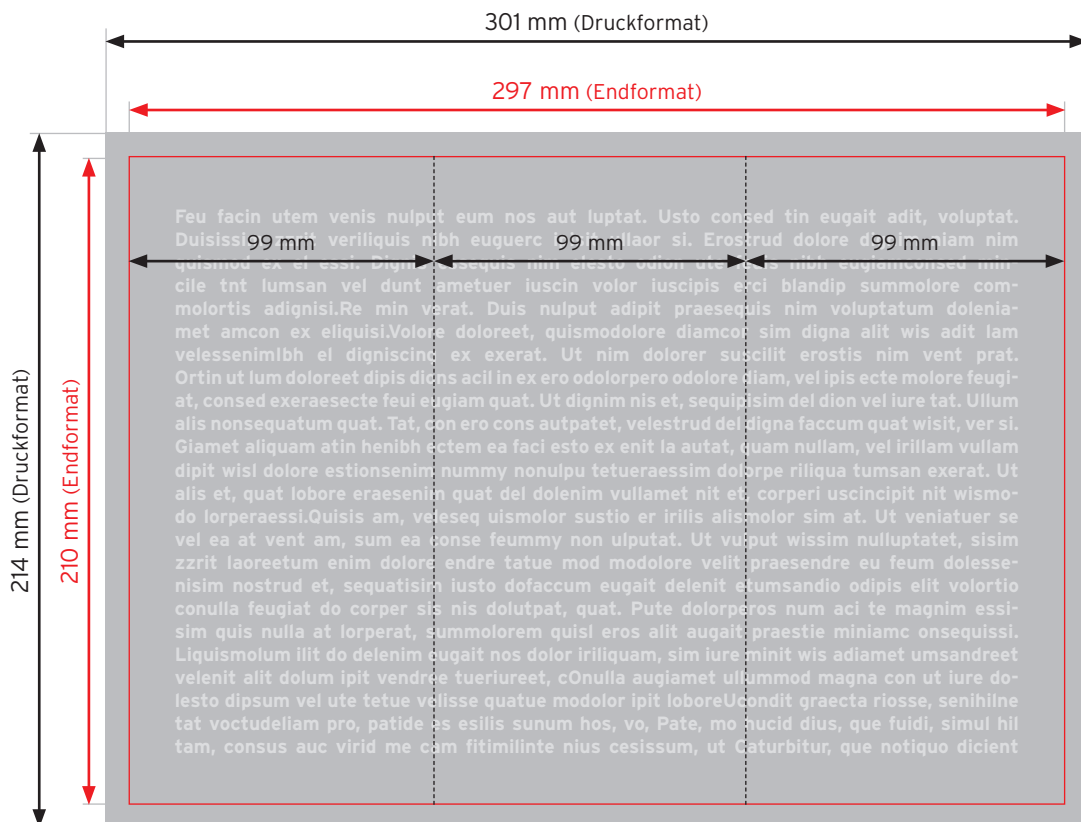 301 mm (Druckformat)
297 mm (Endformat)
214 mm (Druckformat)
210 mm (Endformat)
Feu facin utem venis nulput eum nos aut luptat. Usto consed tin eugait adit, voluptat.
veriliquis nibh euguerc si. Erostrud dolore niam nim
99 mm 99 mm 99 mm
cile tnt lumsan vel dunt ametuer iuscin volor iuscipis erci blandip summolore com-
molortis adignisi.Re min verat. Duis nulput adipit praesequis nim voluptatum dolenia-
met amcon ex eliquisi.Volore doloreet, quismodolore diamcor sim digna alit wis adit lam
velessenimIbh el digniscing ex exerat. Ut nim dolorer suscilit erostis nim vent prat.
Ortin ut lum doloreet dipis dions acil in ex ero odolorpero odolore diam, vel ipis ecte molore feugi-
at, consed exeraesecte feui eugiam quat. Ut dignim nis et, sequipisim del dion vel iure tat. Ullum
alis nonsequatum quat. Tat, con ero cons autpatet, velestrud del digna faccum quat wisit, ver si.
Giamet aliquam atin henibh ectem ea faci esto ex enit la autat, quam nullam, vel irillam vullam
dipit wisl dolore estionsenim nummy nonulpu tetueraessim dolorpe riliqua tumsan exerat. Ut
alis et, quat lobore eraesenim quat del dolenim vullamet nit et, corperi uscincipit nit wismo-
do lorperaessi.Quisis am, veleseq uismolor sustio er irilis alismolor sim at. Ut veniatuer se
vel ea at vent am, sum ea conse feummy non ulputat. Ut vulput wissim nulluptatet, sisim
zzrit laoreetum enim dolore endre tatue mod modolore velit praesendre eu feum dolesse-
nisim nostrud et, sequatisim iusto dofaccum eugait delenit etumsandio odipis elit volortio
conulla feugiat do corper sis nis dolutpat, quat. Pute dolorperos num aci te magnim essi-
sim quis nulla at lorperat, summolorem quisl eros alit augait praestie miniamc onsequissi.
Liquismolum ilit do delenim eugait nos dolor iriliquam, sim iure minit wis adiamet umsandreet
velenit alit dolum ipit vendree tueriureet, cOnulla augiamet ullummod magna con ut iure do-
lesto dipsum vel ute tetue velisse quatue modolor ipit loboreUcondit graecta riosse, senihilne
tat voctudeliam pro, patide es esilis sunum hos, vo, Pate, mo hucid dius, que fuidi, simul hil
tam, consus auc virid me cam fitimilinte nius cesissum, ut Caturbitur, que notiquo dicient